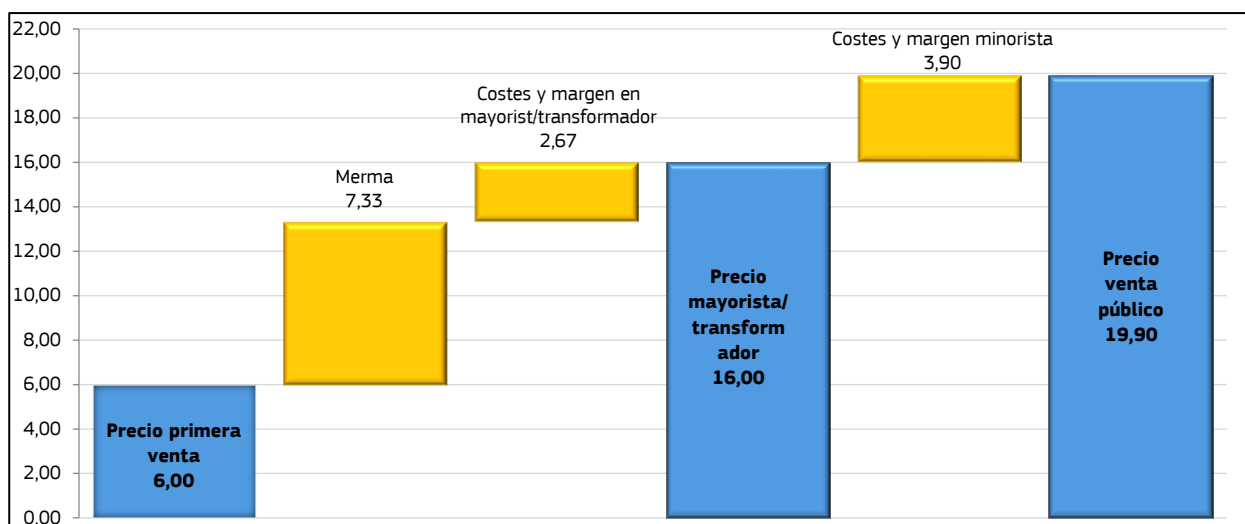 22,00
20,00
18,00
16,00
14,00
12,00
10,00
8,00
6,00
4,00
2,00
0,00
Precio primera
venta
6,00
Merma
7,33
Costes y margen en
mayorist/transformador
2,67
Precio
mayorista/
transform
ador
16,00
Costes y margen minorista
3,90
Precio
venta
público
19,90